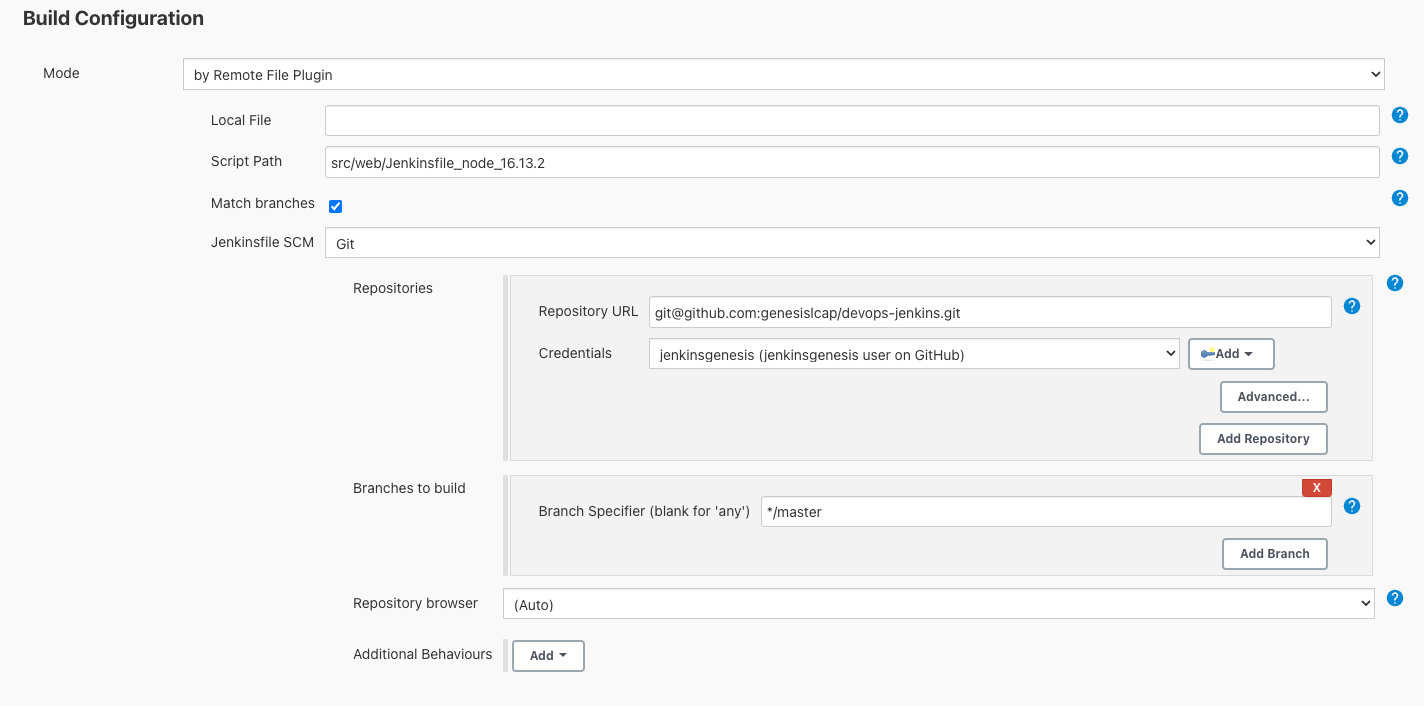 Build Configuration
Mode
by Remote File Plugin
Local File
?
Script Path
src/web/Jenkinsfile_node_16.13.2
?
Match branches
?
Jenkinsfile SCM
Git
Repositories
?
Repository URL
git@github.com:genesislcap/devops-jenkins.git
?
Credentials
jenkinsgenesis (jenkinsgenesis user on GitHub)
Add
Advanced...
Add Repository
Branches to build
X
Branch Specifier (blank for 'any')
*/master
?
Add Branch
Repository browser
(Auto)
?
Additional Behaviours
Add